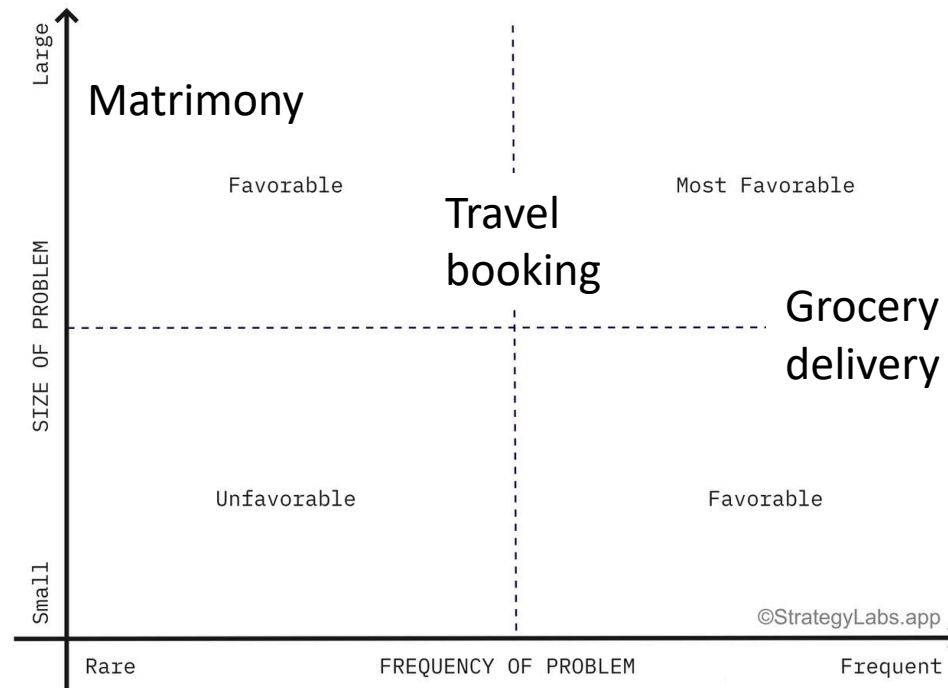 Large
Matrimony
Favorable
Most Favorable
Travel
booking
SIZE OF PROBLEM
Grocery
delivery
Unfavorable
Favorable
Small
©StrategyLabs.app
Rare
FREQUENCY OF PROBLEM
Frequent